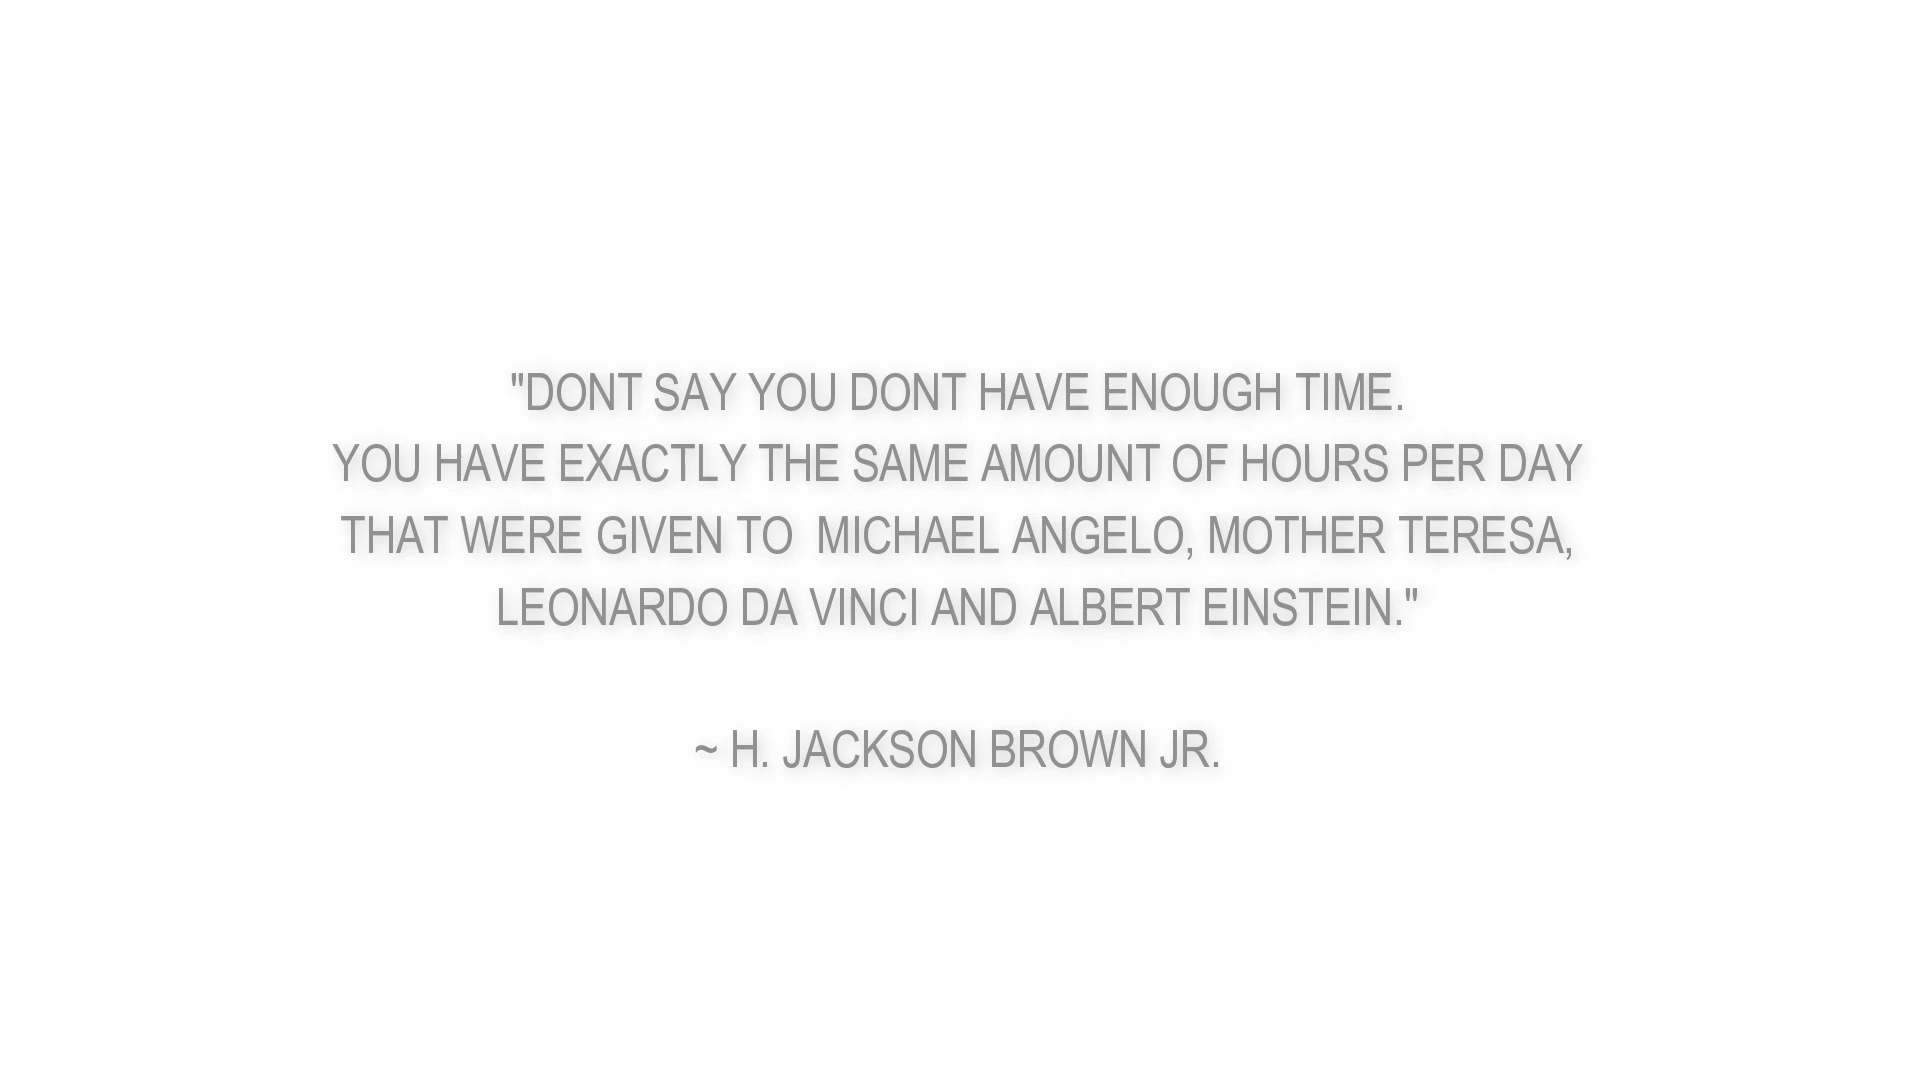 "DONT SAY YOU DONT HAVE ENOUGH TIME.
YOU HAVE EXACTLY THE SAME AMOUNT OF HOURS PER DAY
THAT WERE GIVEN TO  MICHAEL ANGELO, MOTHER TERESA,
LEONARDO DA VINCI AND ALBERT EINSTEIN."
~ H. JACKSON BROWN JR.